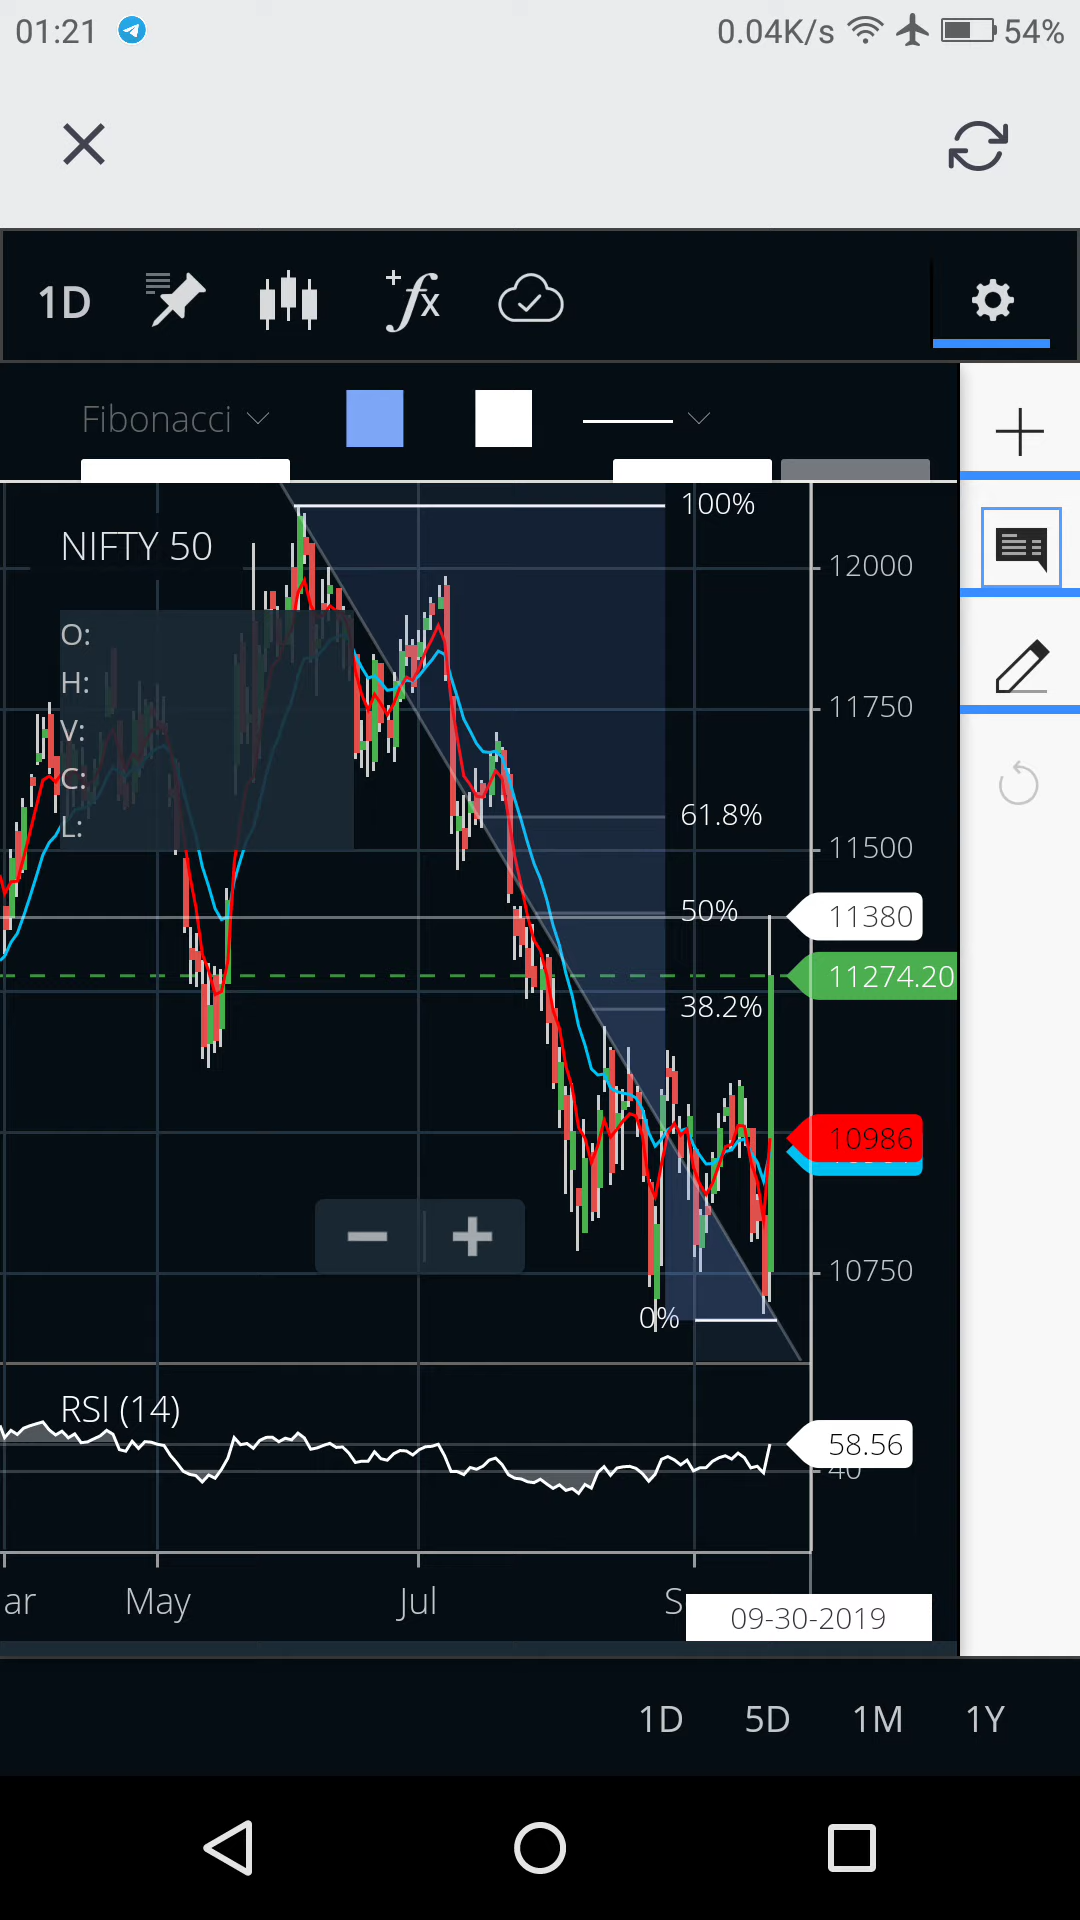 01:21
0.04K/s
54%
1D
Fibonacci
NIFTY 50
O:
H:
V:
C:
L:
100%
61.8%
50%
38.2%
0%
12000
11750
11500
11380
11274.20
10986
10750
RSI (14)
58.56
40
ar
May
Jul
S
09-30-2019
1D
5D
1M
1Y